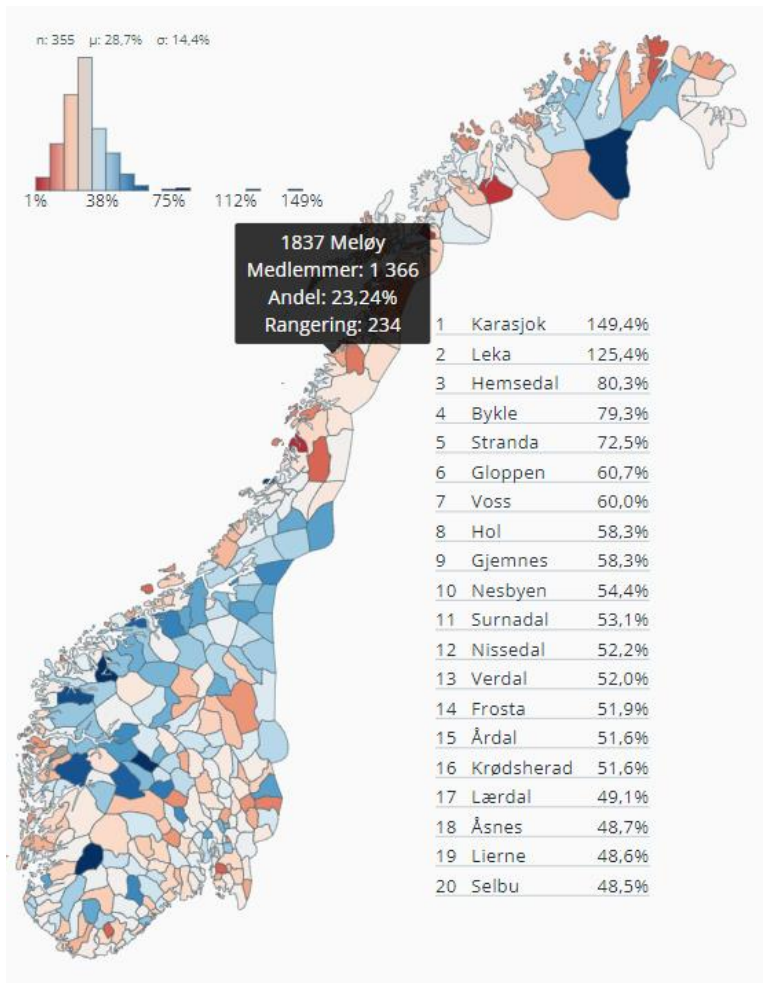 n: 355 μ: 28,7% σ: 14,4%
1% 38% 75% 112% 149%
1837 Meløy
Medlemmer: 1 366
Andel: 23,24%
Rangering: 234
1 Karasjok 149,4%
2 Leka 125,4%
3 Hemsedal 80,3%
4 Bykle 79,3%
5 Stranda 72,5%
6 Gloppen 60,7%
7 Voss 60,0%
8 Hol 58,3%
9 Gjemnes 58,3%
10 Nesbyen 54,4%
11 Surnadal 53,1%
12 Nissedal 52,2%
13 Verdal 52,0%
14 Frosta 51,9%
15 Årdal 51,6%
16 Krødsherad 51,6%
17 Lærdal 49,1%
18 Åsnes 48,7%
19 Lierne 48,6%
20 Selbu 48,5%